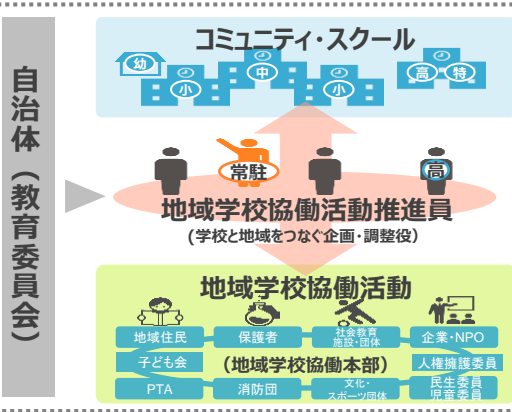 自治体（教育委員会）
コミュニティ・スクール
幼
小
中
小
高
特
常駐
高
地域学校協働活動推進員
(学校と地域をつなぐ企画・調整役)
地域学校協働活動
地域住民
保護者
社会教育
施設・団体
企業・NPO
子ども会
（地域学校協働本部）
人権擁護委員
PTA
消防団
文化・
スポーツ団体
民生委員
児童委員